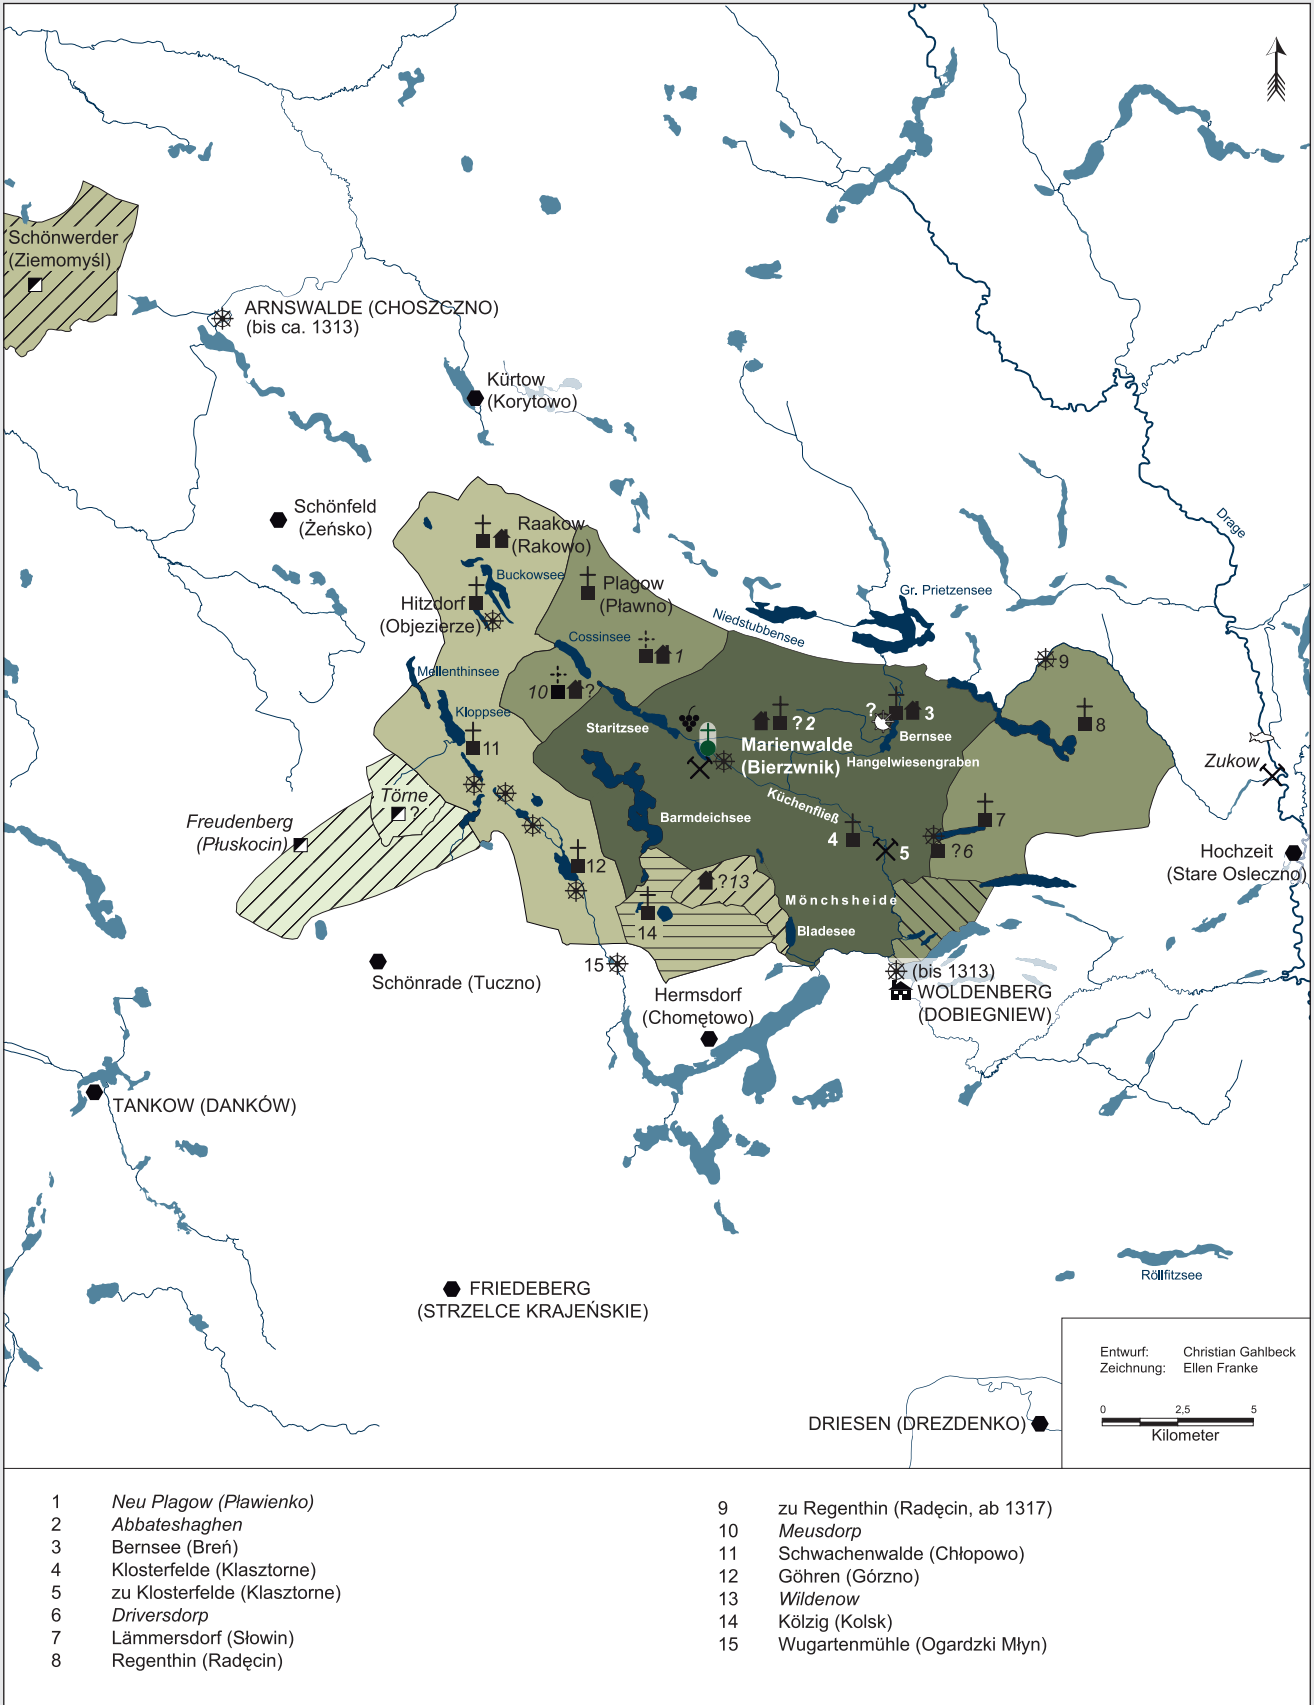 Schönwerder
(Ziemomyśl)
ARNSWALDE (CHOSZCZNO)
(bis ca. 1313)
Kürtow
(Korytowo)
Schönfeld
(Żeńsko)
Raakow
(Rakowo)
Buckowsee
Plagow
(Pławno)
Hitzdorf
(Objezierze)
Drage
Gr. Prietzensee
Niedstubbensee
Cossinsee
1
9
Mellenthinsee
10
?
Kloppsee
11
Staritzsee
? 2
?
3
8
Bernsee
Marienwalde
(Bierzwnik)
Hangelwiesengraben
Zukow
Törne
?
Küchenfließ
Freudenberg
(Płuskocin)
Barmdeichsee
4
5
7
? 6
Hochzeit
(Stare Osleczno)
12
? 13
Mönchsheide
14
Bladesee
15
(bis 1313)
WOLDENBERG
(DOBIEGNIEW)
Schönrade (Tuczno)
Hermsdorf
(Chomętowo)
TANKOW (DANKÓW)
Röllfitzsee
FRIEDEBERG
(STRZELCE KRAJEŃSKIE)
Entwurf: Christian Gahlbeck
Zeichnung: Ellen Franke
0 2,5 5
Kilometer
DRIESEN (DREZDENKO)
1 Neu Plagow (Pławienko)
2 Abbateshaghen
3 Bernsee (Breń)
4 Klosterfelde (Klasztorne)
5 zu Klosterfelde (Klasztorne)
6 Driversdorp
7 Lämmersdorf (Słowin)
8 Regenthin (Radęcin)
9 zu Regenthin (Radęcin, ab 1317)
10 Meusdorp
11 Schwachenwalde (Chłopowo)
12 Göhren (Górzno)
13 Wildenow
14 Kölzig (Kolsk)
15 Wugartenmühle (Ogardzki Młyn)